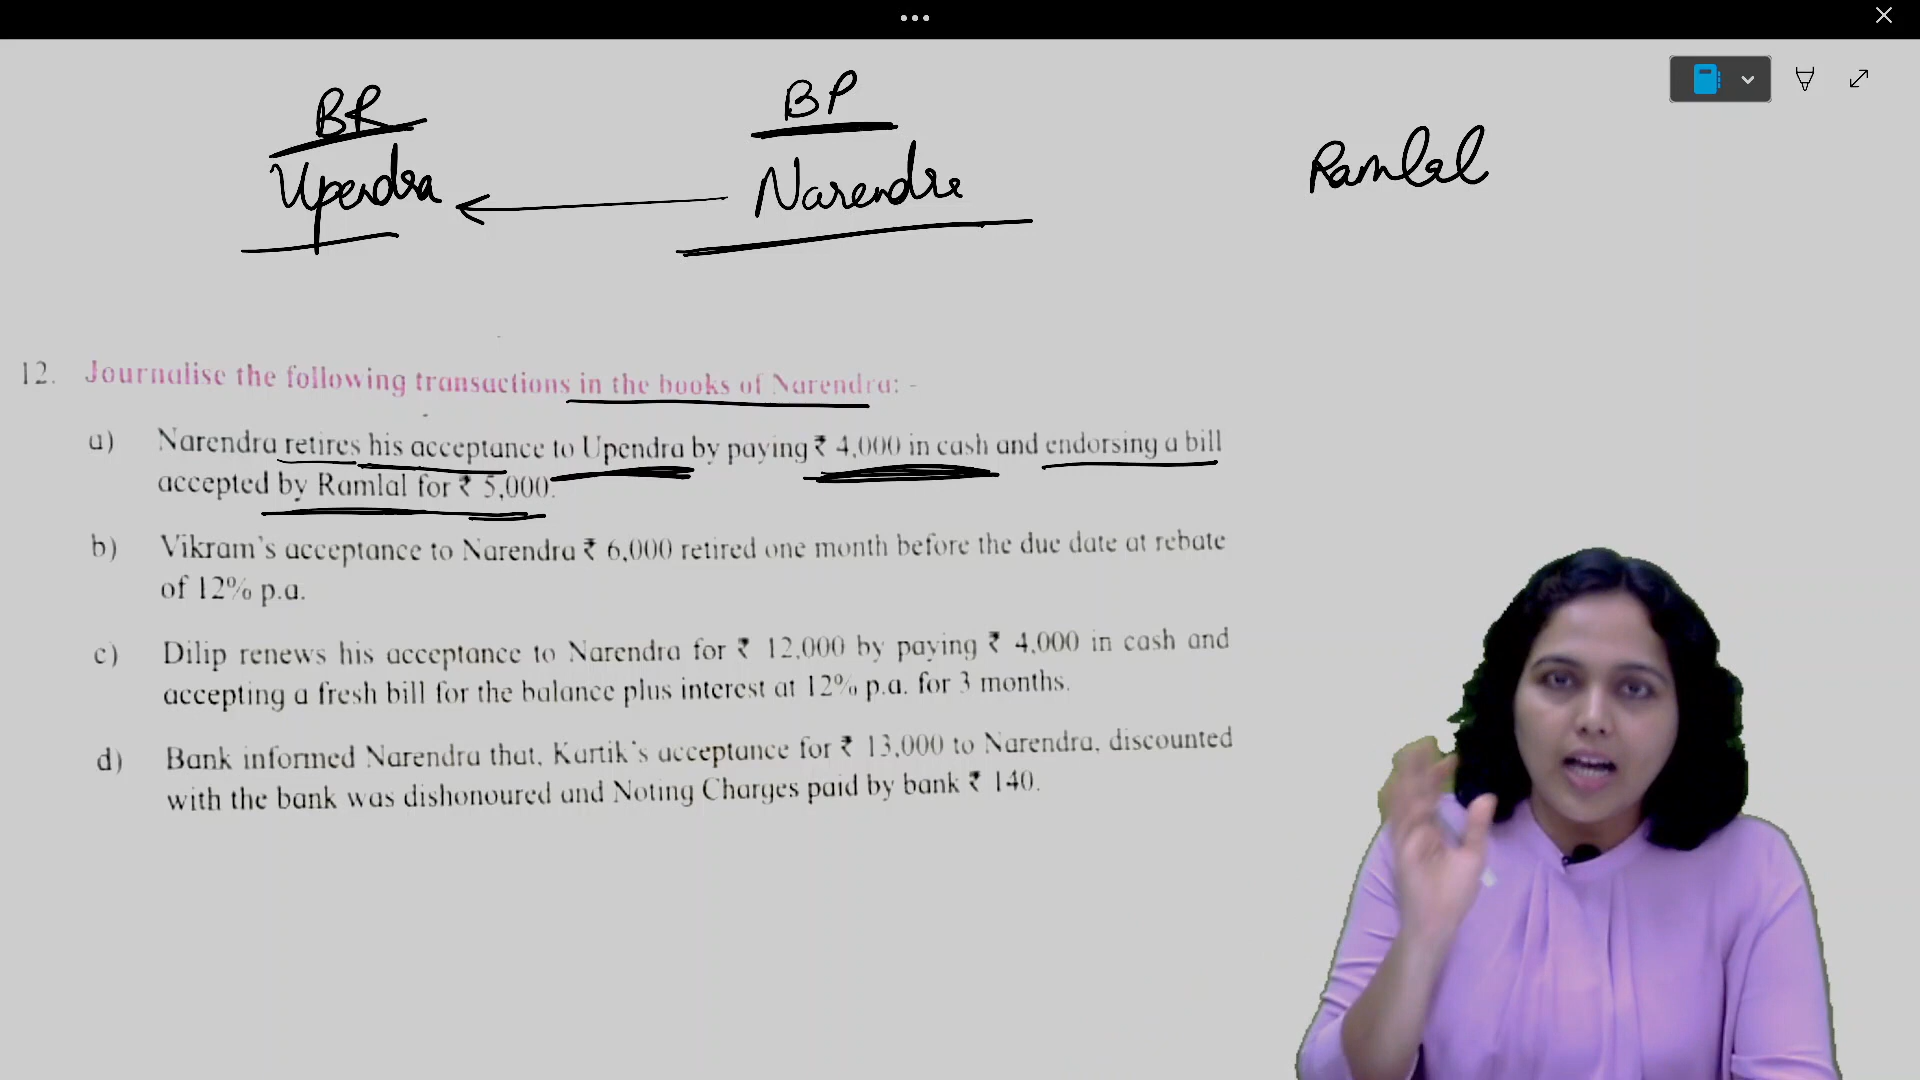 BR
BP
Upendra
Narendra
Ramlal
12. Journalise the following transactions in the books of Narendra: -
a) Narendra retires his acceptance to Upendra by paying ₹ 4,000 in cash and endorsing a bill
accepted by Ramlal for ₹ 5,000.
b) Vikram's acceptance to Narendra ₹ 6,000 retired one month before the due date at rebate
of 12% p.a.
c) Dilip renews his acceptance to Narendra for ₹ 12,000 by paying ₹ 4,000 in cash and
accepting a fresh bill for the balance plus interest at 12% p.a. for 3 months.
d) Bank informed Narendra that, Kartik's acceptance for ₹ 13,000 to Narendra, discounted
with the bank was dishonoured and Noting Charges paid by bank ₹ 140.